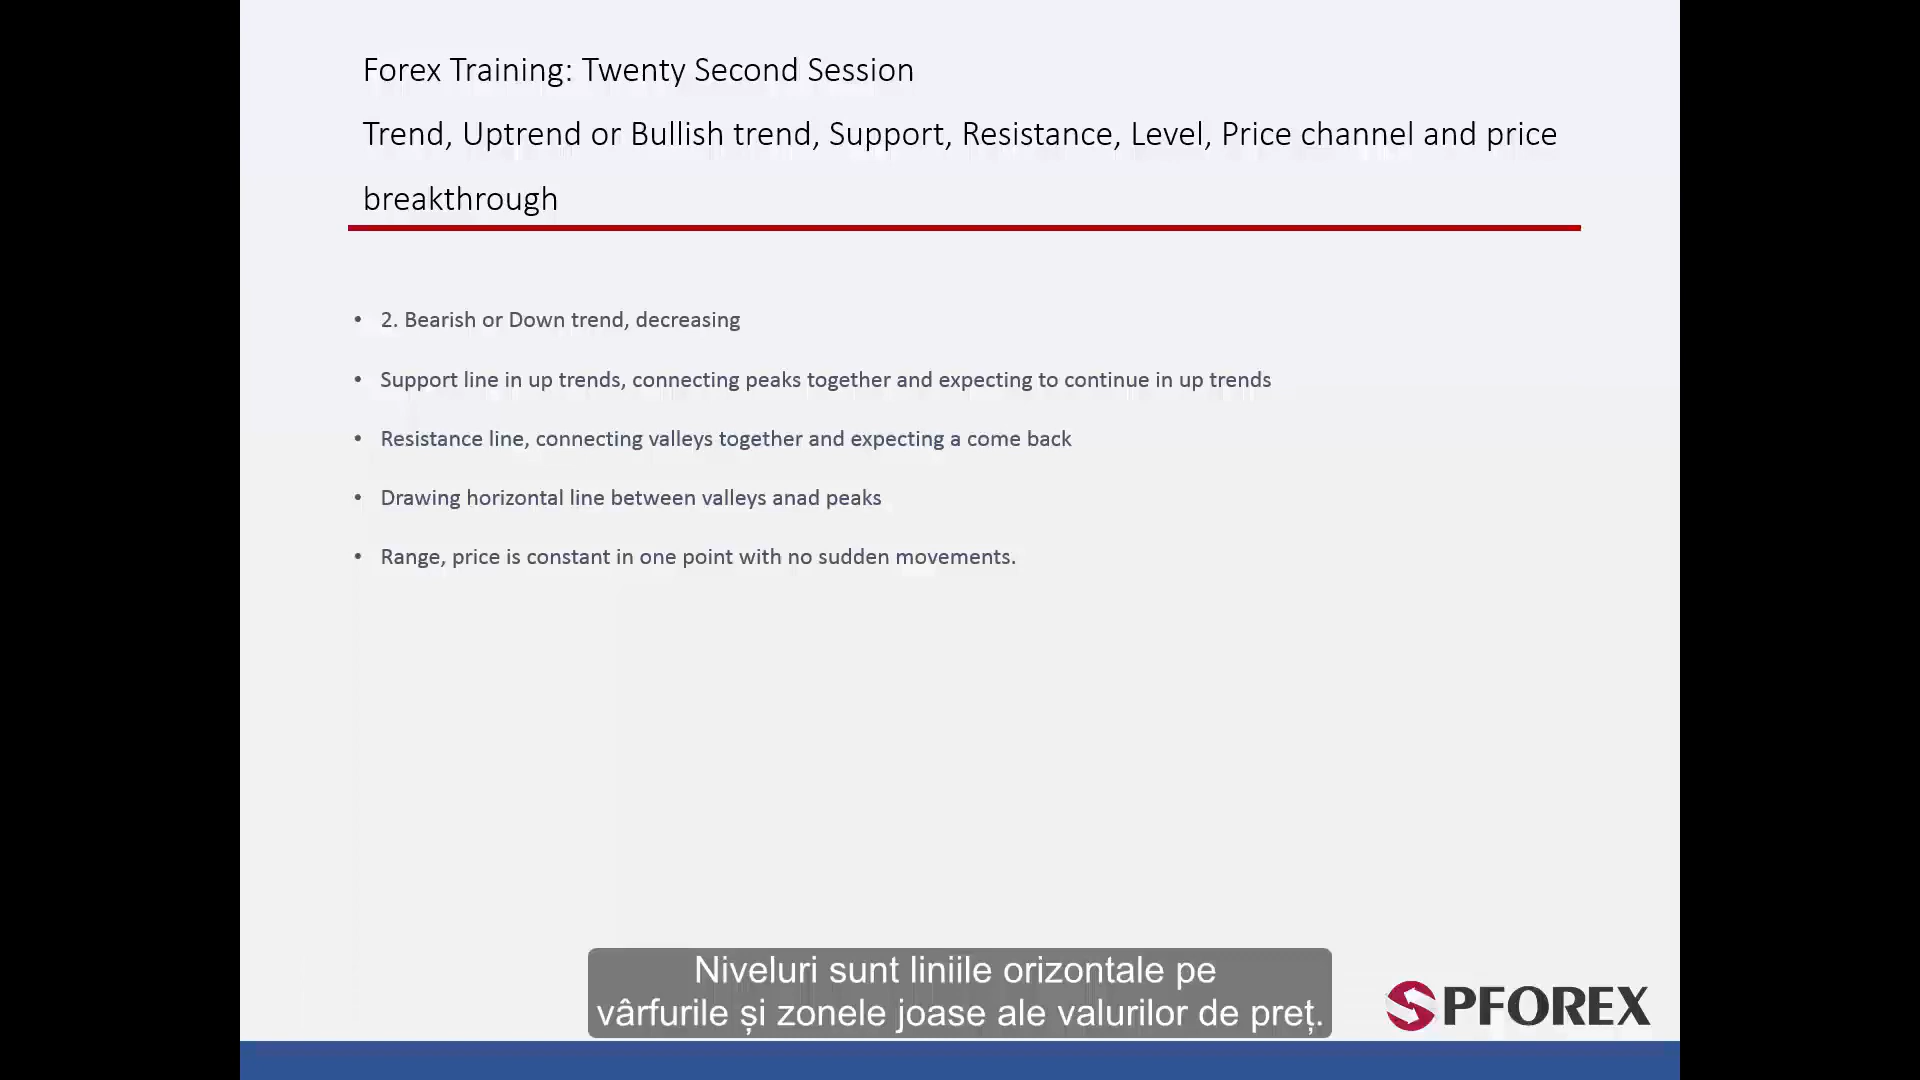 Forex Training: Twenty Second Session
Trend, Uptrend or Bullish trend, Support, Resistance, Level, Price channel and price
breakthrough
• 2. Bearish or Down trend, decreasing
• Support line in up trends, connecting peaks together and expecting to continue in up trends
• Resistance line, connecting valleys together and expecting a come back
• Drawing horizontal line between valleys anad peaks
• Range, price is constant in one point with no sudden movements.
Niveluri sunt liniile orizontale pe
vârfurile și zonele joase ale valurilor de preț.
SPFOREX